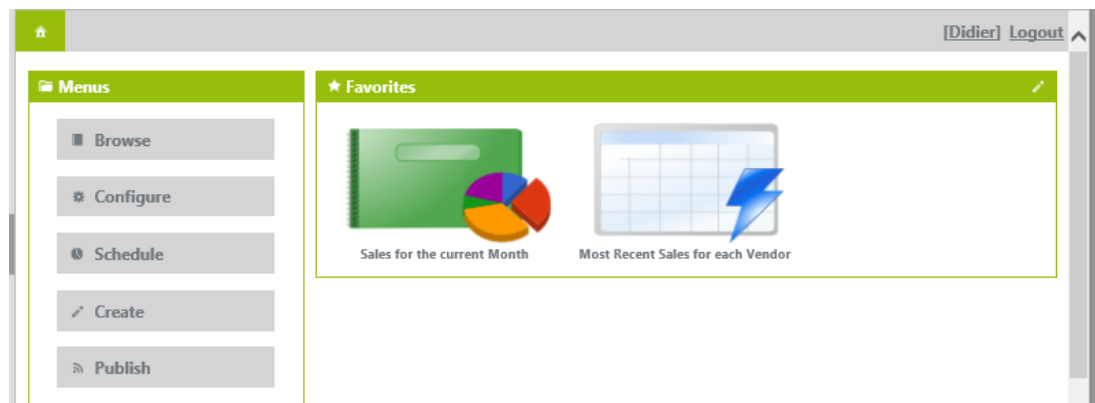 [Didier] Logout
Menus
Favorites
Browse
Configure
Schedule
Create
Publish
Sales for the current Month
Most Recent Sales for each Vendor